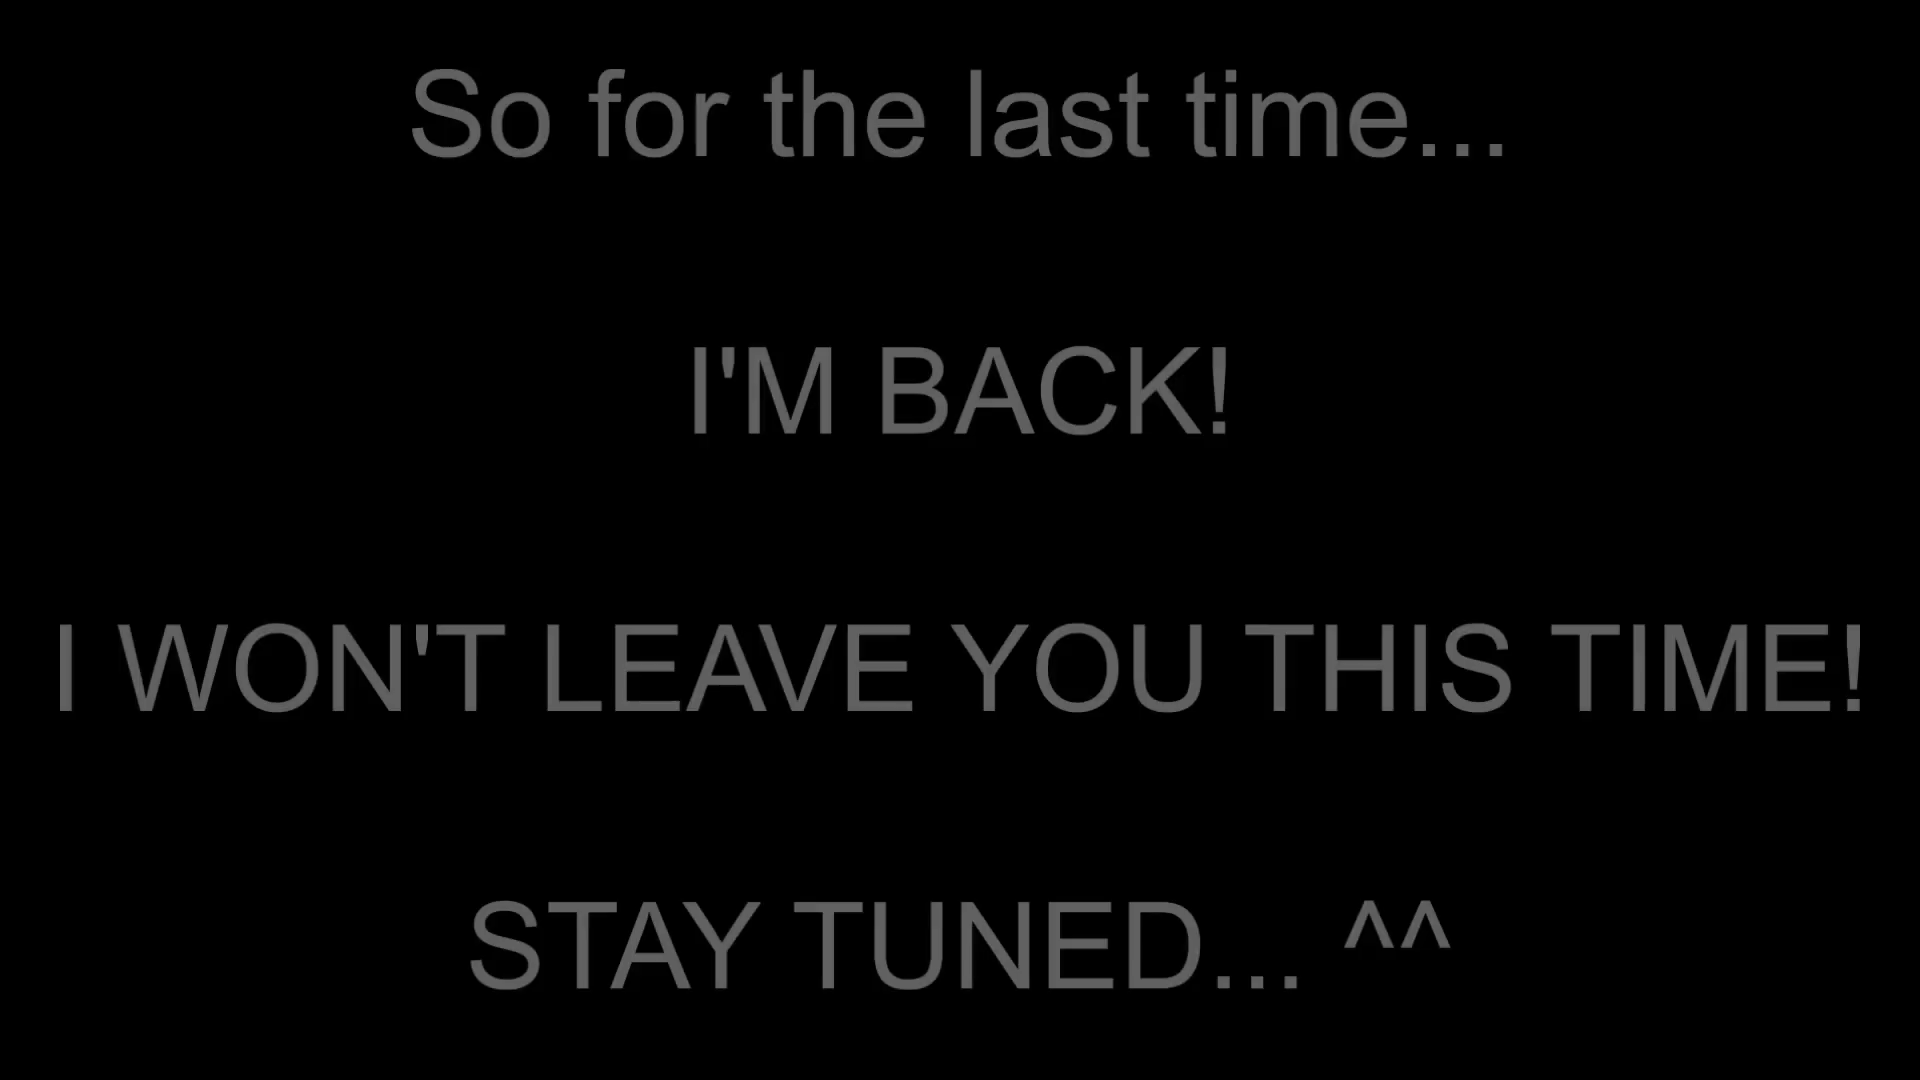 So for the last time...
I'M BACK!
I WON'T LEAVE YOU THIS TIME!
STAY TUNED... ^^